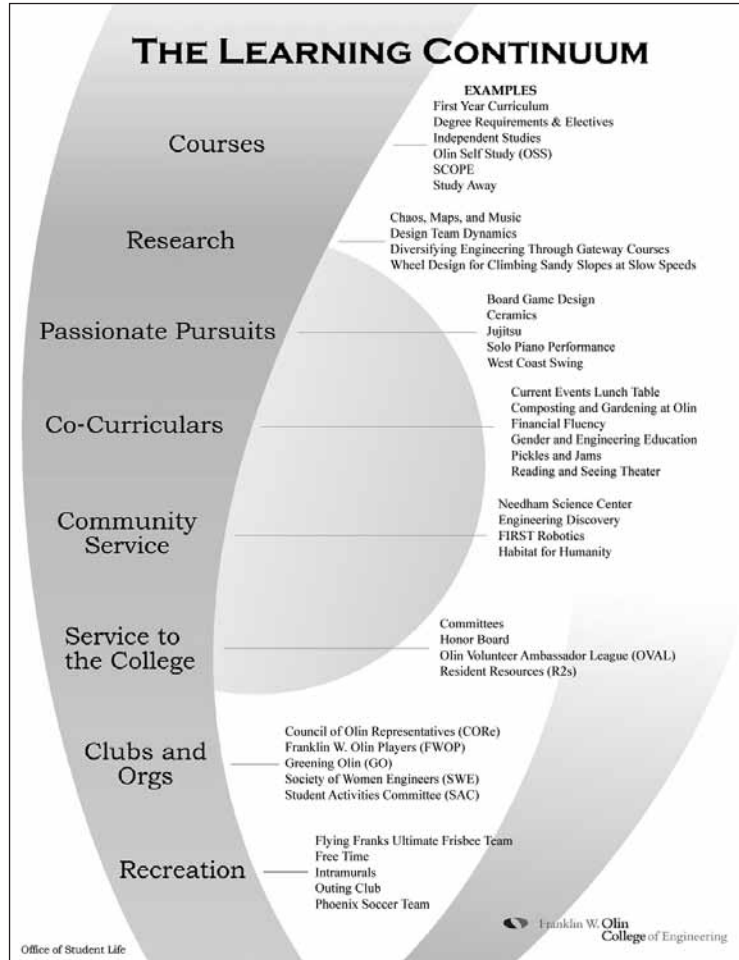 THE LEARNING CONTINUUM
EXAMPLES
Courses
First Year Curriculum
Degree Requirements & Electives
Independent Studies
Olin Self Study (OSS)
SCOPE
Study Away
Research
Chaos, Maps, and Music
Design Team Dynamics
Diversifying Engineering Through Gateway Courses
Wheel Design for Climbing Sandy Slopes at Slow Speeds
Passionate Pursuits
Board Game Design
Ceramics
Jujitsu
Solo Piano Performance
West Coast Swing
Co-Curriculars
Current Events Lunch Table
Composting and Gardening at Olin
Financial Fluency
Gender and Engineering Education
Pickles and Jams
Reading and Seeing Theater
Community
Service
Needham Science Center
Engineering Discovery
FIRST Robotics
Habitat for Humanity
Service to
the College
Committees
Honor Board
Olin Volunteer Ambassador League (OVAL)
Resident Resources (R2s)
Clubs and
Orgs
Council of Olin Representatives (CORe)
Franklin W. Olin Players (FWOP)
Greening Olin (GO)
Society of Women Engineers (SWE)
Student Activities Committee (SAC)
Recreation
Flying Franks Ultimate Frisbee Team
Free Time
Intramurals
Outing Club
Phoenix Soccer Team
Office of Student Life
Franklin W. Olin
College of Engineering